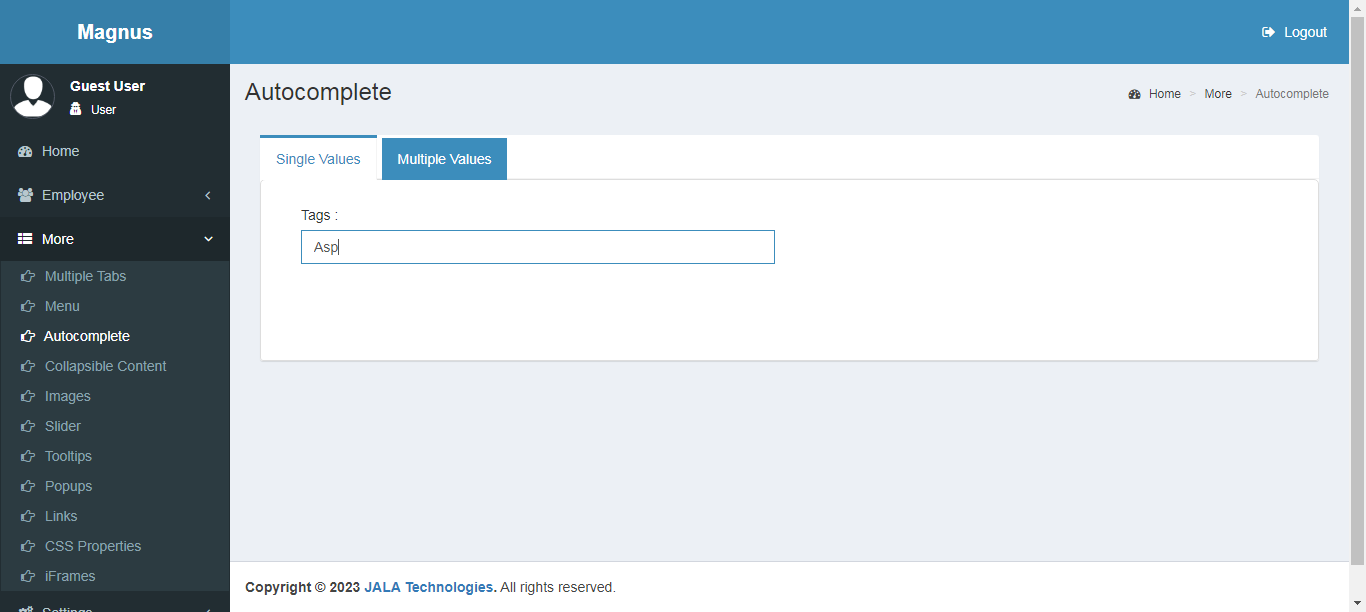 Magnus
Logout
Guest User
User
Home
Employee
More
Multiple Tabs
Menu
Autocomplete
Collapsible Content
Images
Slider
Tooltips
Popups
Links
CSS Properties
iFrames
Settings
Autocomplete
Home > More > Autocomplete
Single Values
Multiple Values
Tags :
Asp
Copyright © 2023 JALA Technologies. All rights reserved.